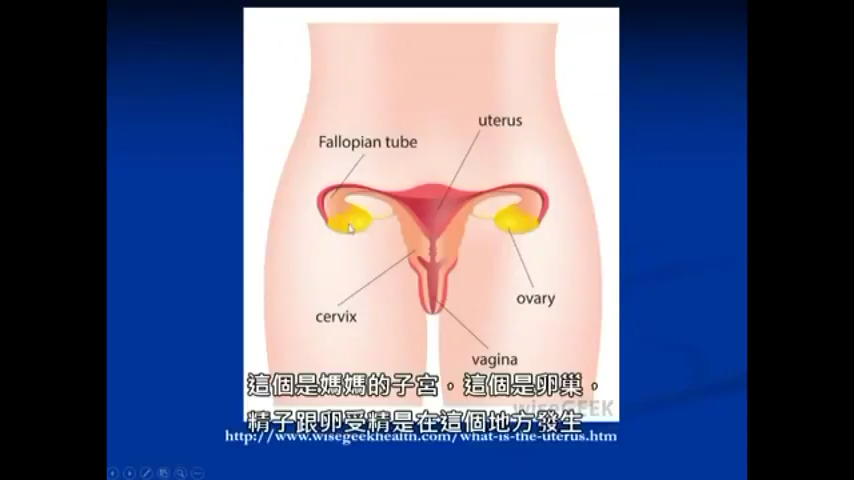 uterus
Fallopian tube
ovary
cervix
vagina
這個是媽媽的子宮，這個是卵巢，
wiseGEEK
精子跟卵受精是在這個地方發生
http://www.wisegeekhealth.com/what-is-the-uterus.htm